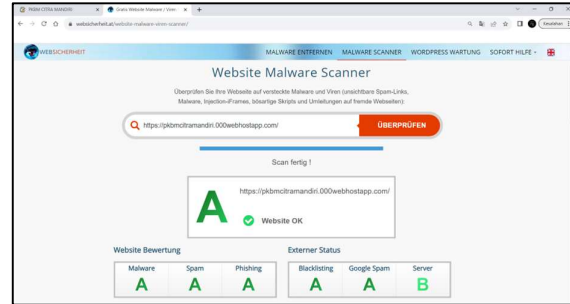 PKBM CITRA MANDIRI
Gratis Website Malware / Viren
websicherheit.at/website-malware-viren-scanner/
WEBSICHERHEIT
MALWARE ENTFERNEN
MALWARE SCANNER
WORDPRESS WARTUNG
SOFORT HILFE
Website Malware Scanner
Überprüfen Sie Ihre Webseite auf versteckte Malware und Viren (unsichtbare Spam-Links,
Malware, Injection-iFrames, bösartige Skripts und Umleitungen auf fremde Webseiten):
https://pkbmcitramandiri.000webhostapp.com/
ÜBERPRÜFEN
Scan fertig !
A
https://pkbmcitramandiri.000webhostapp.com/
Website OK
Website Bewertung
Externer Status
Malware Spam Phishing
Blacklisting Google Spam Server
A A A
A A B